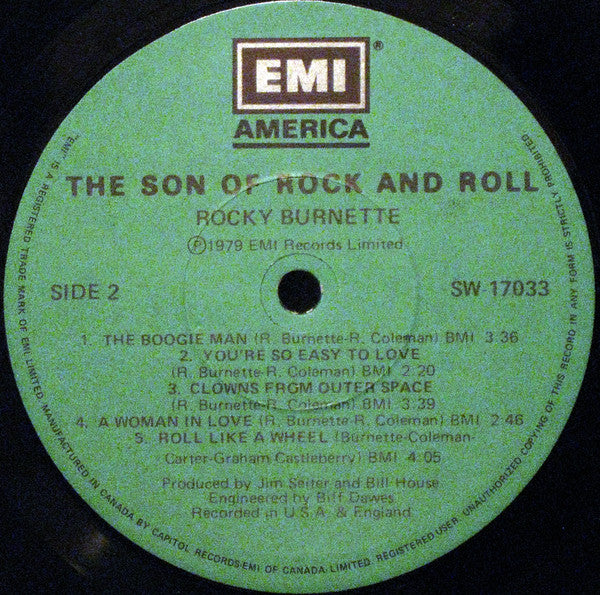 EMI®
AMERICA
THE SON OF ROCK AND ROLL
ROCKY BURNETTE
Ⓟ1979 EMI Records Limited
SIDE 2
SW 17033
1. THE BOOGIE MAN (R. Burnette-R. Coleman) BMI 3:36
2. YOU'RE SO EASY TO LOVE
(R. Burnette-R. Coleman) BMI 2:20
3. CLOWNS FROM OUTER SPACE
(R. Burnette-R. Coleman) BMI 3:39
4. A WOMAN IN LOVE (R. Burnette R. Coleman) BMI 2:46
5. ROLL LIKE A WHEEL (Burnette-Coleman-
Carter-Graham Castleberry) BMI 4:05
Produced by Jim Seiter and Bill House
Engineered by Biff Dawes
Recorded in U.S.A. & England.
"EMI" IS A REGISTERED TRADE MARK OF EMI LIMITED. MANUFACTURED IN CANADA BY CAPITOL RECORDS-EMI OF CANADA LIMITED, REGISTERED USER. UNAUTHORIZED COPYING OF THIS RECORD IN ANY FORM IS STRICTLY PROHIBITED